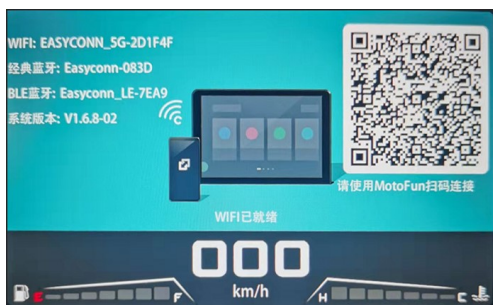 WIFI: EASYCONN_5G-2D1F4F
经典蓝牙: Easyconn-083D
BLE蓝牙: Easyconn_LE-7EA9
系统版本: V1.6.8-02
请使用MotoFun扫码连接
WIFI已就绪
000
km/h
E F H C